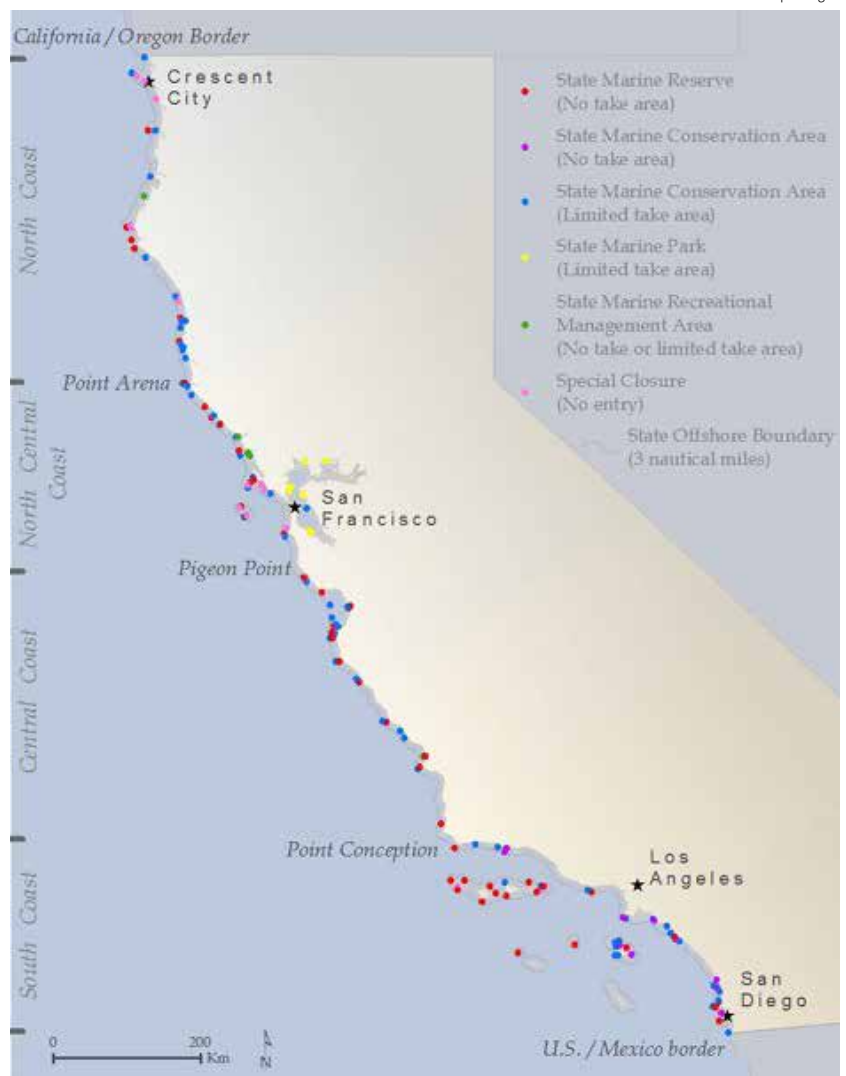 California / Oregon Border
Crescent
City
State Marine Reserve
(No take area)
State Marine Conservation Area
(No take area)
State Marine Conservation Area
(Limited take area)
State Marine Park
(Limited take area)
State Marine Recreational
Management Area
(No take or limited take area)
Special Closure
(No entry)
State Offshore Boundary
(3 nautical miles)
North Coast
Point Arena
North Central
Coast
San
Francisco
Pigeon Point
Central Coast
Point Conception
Los
Angeles
South Coast
San
Diego
U.S. / Mexico border
0 200
Km
N